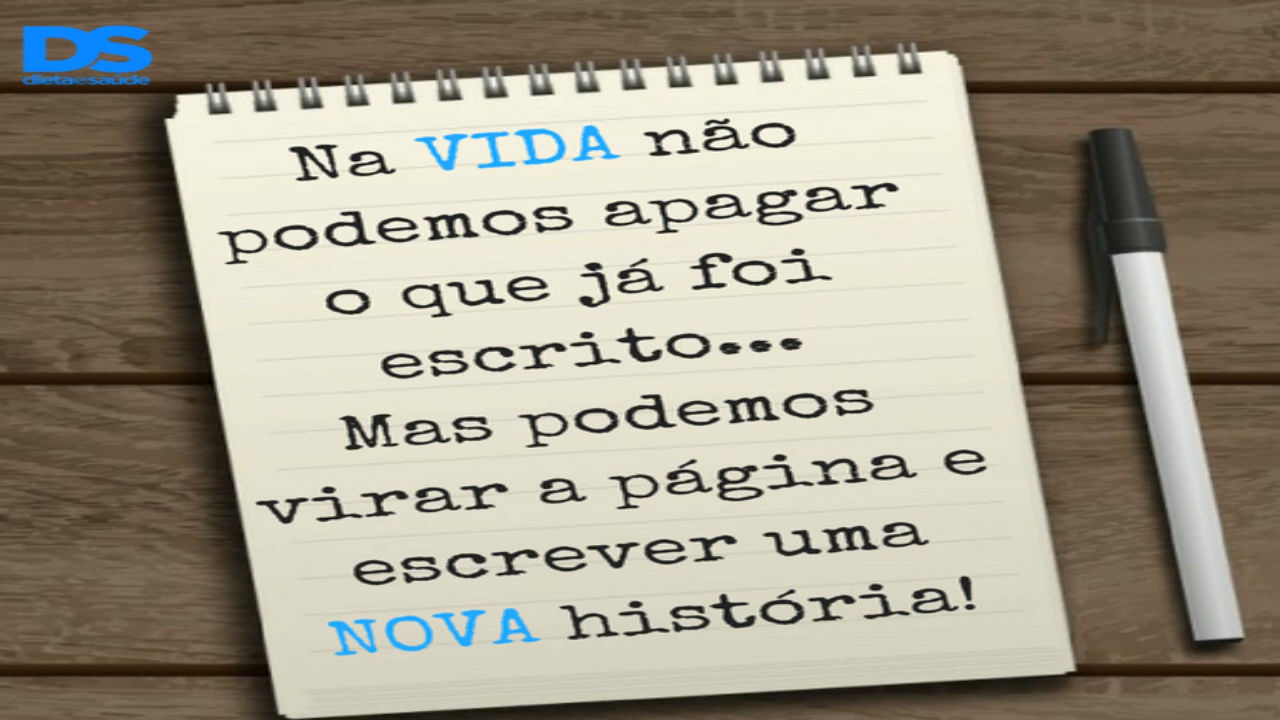 DS
dietaesaúde
Na VIDA não
podemos apagar
o que já foi
escrito...
Mas podemos
virar a página e
escrever uma
NOVA história!